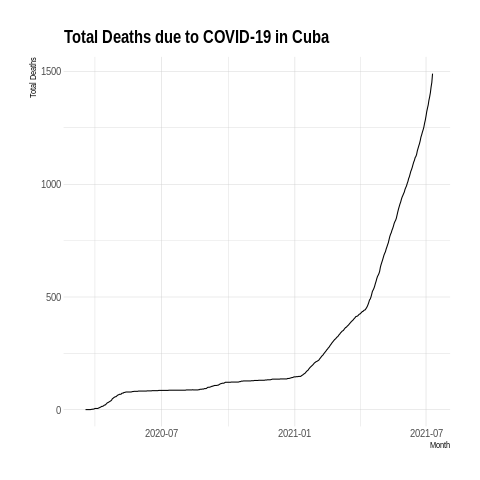 Total Deaths due to COVID-19 in Cuba
Total Deaths
1500
1000
500
0
2020-07
2021-01
2021-07
Month